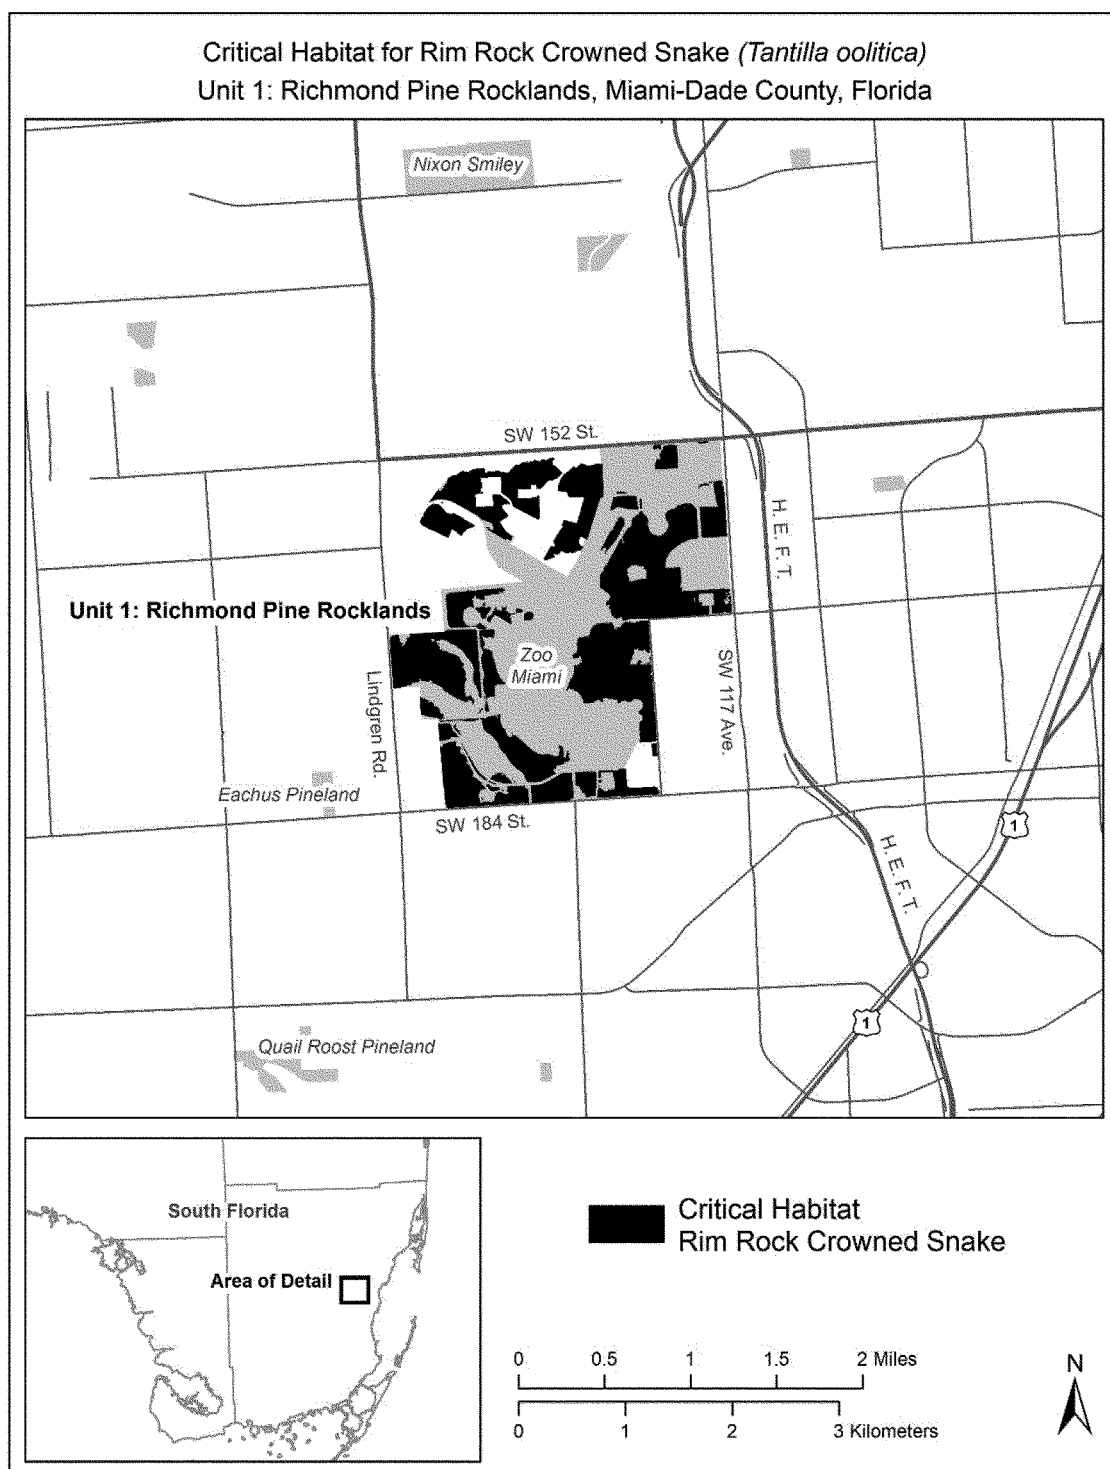 Critical Habitat for Rim Rock Crowned Snake (Tantilla oolitica)
Unit 1: Richmond Pine Rocklands, Miami-Dade County, Florida
Nixon Smiley
SW 152 St.
H. E. F. T.
Unit 1: Richmond Pine Rocklands
Zoo
Miami
Lindgren Rd.
SW 117 Ave.
Eachus Pineland
SW 184 St.
1
H. E. F. T.
1
Quail Roost Pineland
South Florida
Area of Detail
Critical Habitat
Rim Rock Crowned Snake
0 0.5 1 1.5 2 Miles
0 1 2 3 Kilometers
N